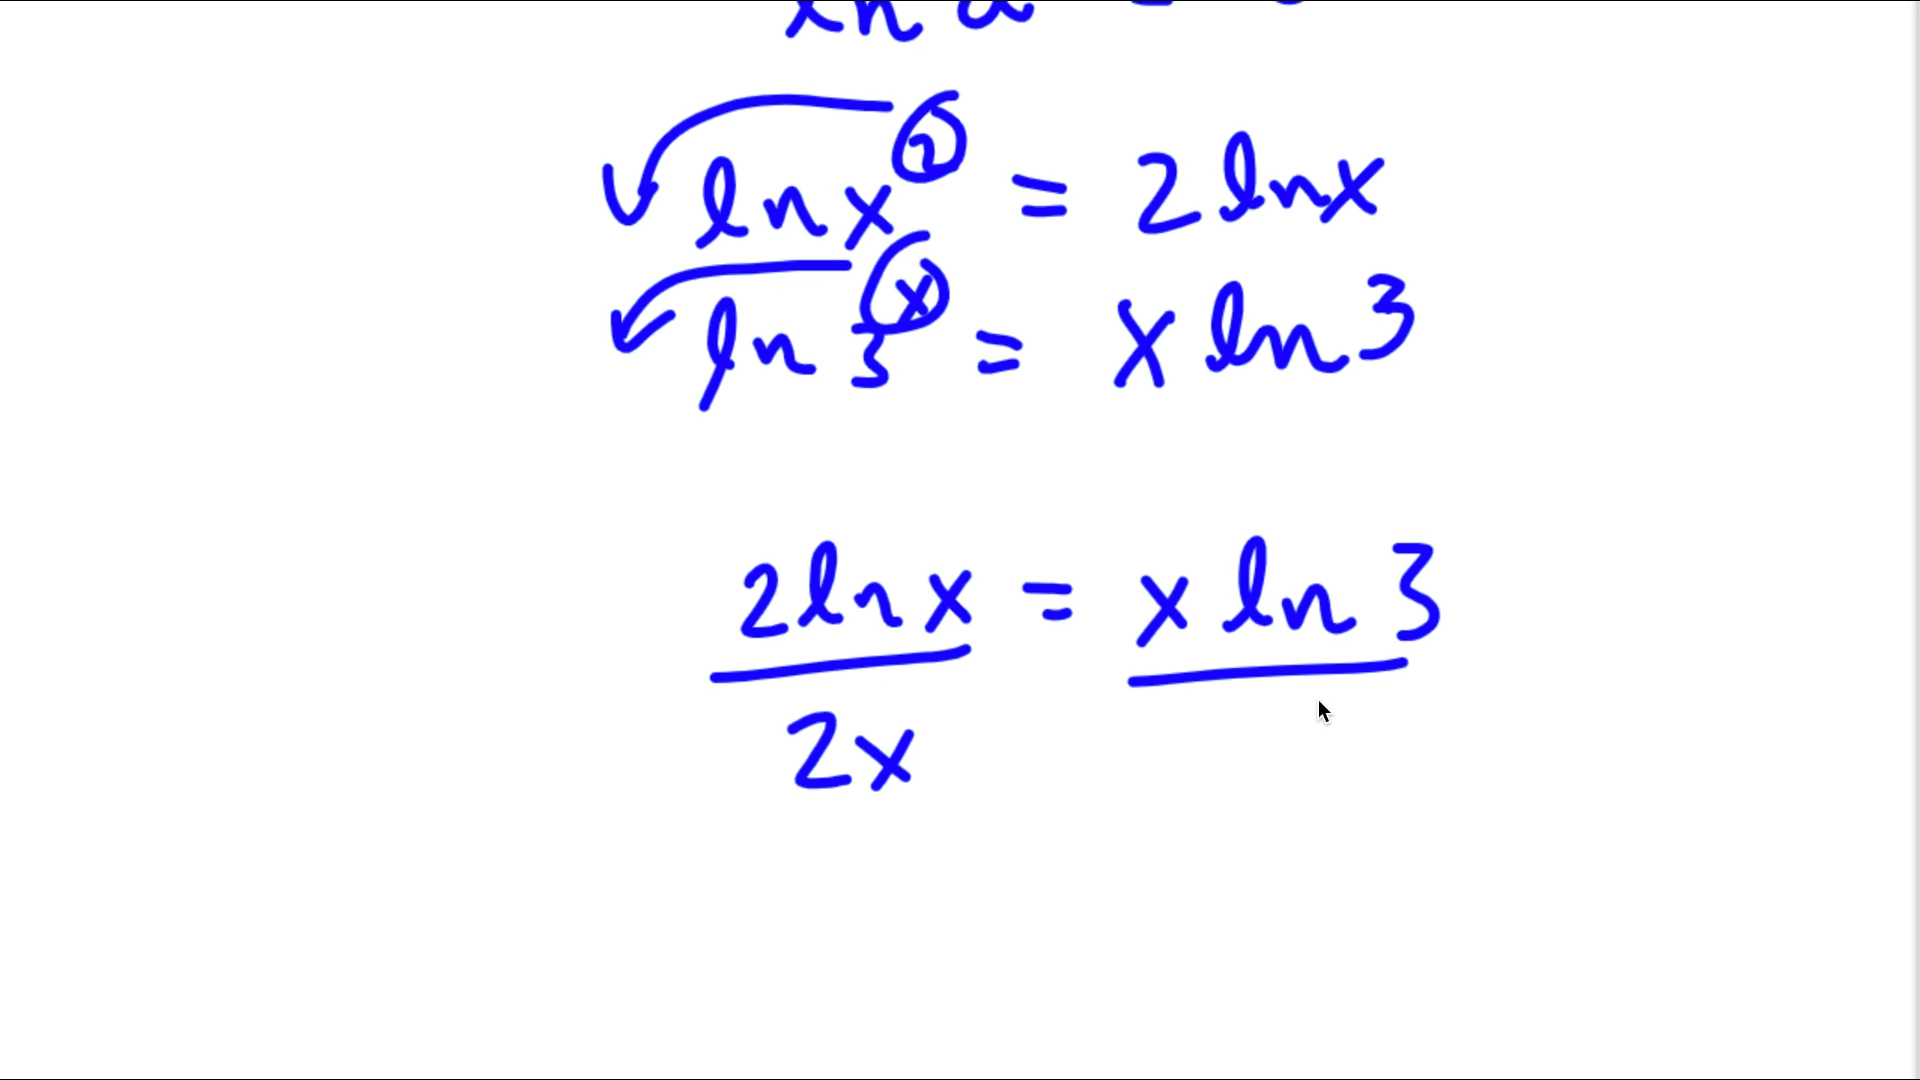 ln x² = 2 ln x
ln 3ˣ = x ln 3
2 ln x = x ln 3
2x